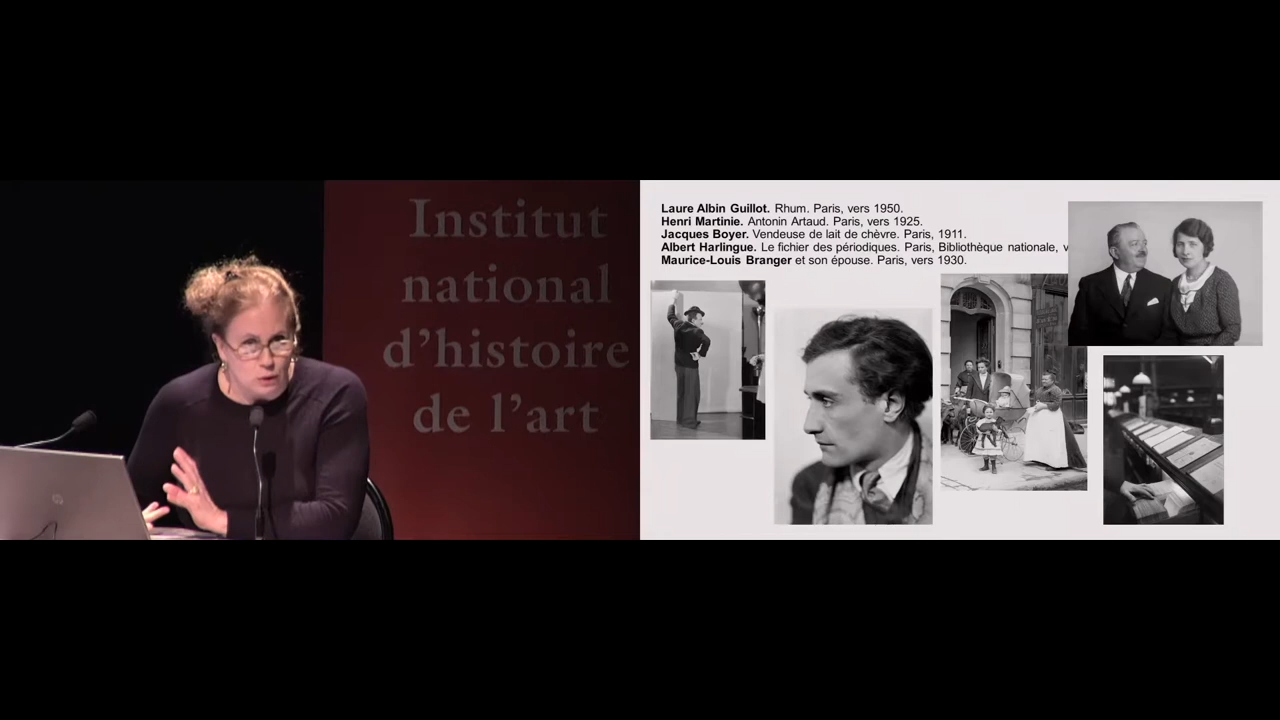 Institut
national
d'histoire
de l'art
Laure Albin Guillot. Rhum. Paris, vers 1950.
Henri Martinie. Antonin Artaud. Paris, vers 1925.
Jacques Boyer. Vendeuse de lait de chèvre. Paris, 1911.
Albert Harlingue. Le fichier des périodiques. Paris, Bibliothèque nationale, v
Maurice-Louis Branger et son épouse. Paris, vers 1930.